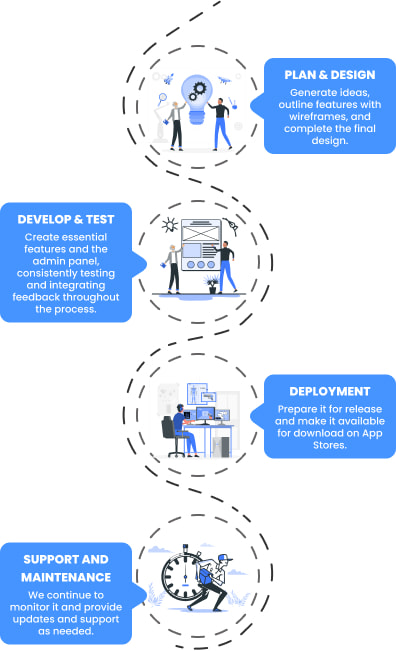 PLAN & DESIGN
Generate ideas,
outline features with
wireframes, and
complete the final
design.
DEVELOP & TEST
Create essential
features and the
admin panel,
consistently testing
and integrating
feedback throughout
the process.
DEPLOYMENT
Prepare it for release
and make it available
for download on App
Stores.
SUPPORT AND
MAINTENANCE
We continue to
monitor it and provide
updates and support
as needed.